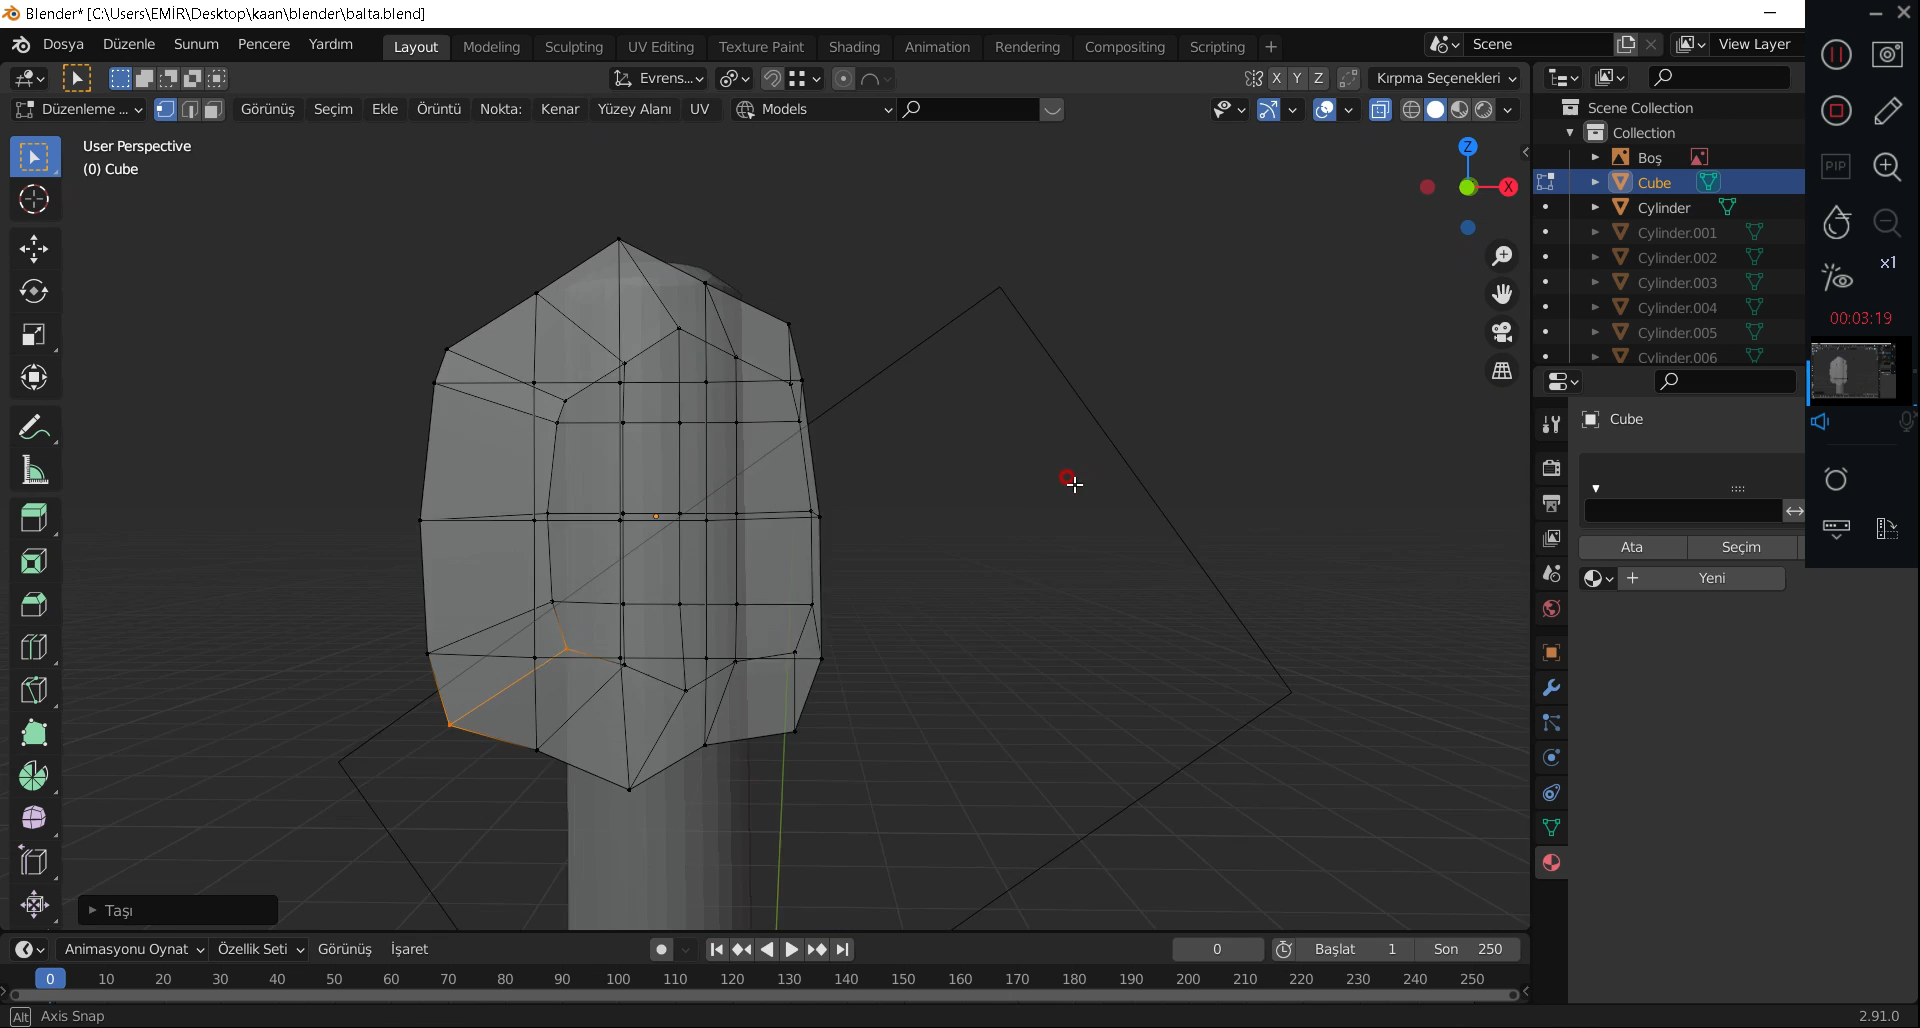 Blender* [C:\Users\EMİR\Desktop\kaan\blender\balta.blend]
Dosya Düzenle Sunum Pencere Yardım
Layout Modeling Sculpting UV Editing Texture Paint Shading Animation Rendering Compositing Scripting +
Scene View Layer
Evrens... X Y Z Kırpma Seçenekleri
Düzenleme ... Görünüş Seçim Ekle Örüntü Nokta: Kenar Yüzey Alanı UV Models
User Perspective
(0) Cube
Z
X
Scene Collection
Collection
Boş
Cube
Cylinder
Cylinder.001
Cylinder.002
Cylinder.003
Cylinder.004
Cylinder.005
Cylinder.006
PIP
x1
00:03:19
Cube
Ata Seçim
+ Yeni
Taşı
Animasyonu Oynat Özellik Seti Görünüş İşaret 0 Başlat 1 Son 250
0 10 20 30 40 50 60 70 80 90 100 110 120 130 140 150 160 170 180 190 200 210 220 230 240 250
Alt Axis Snap 2.91.0